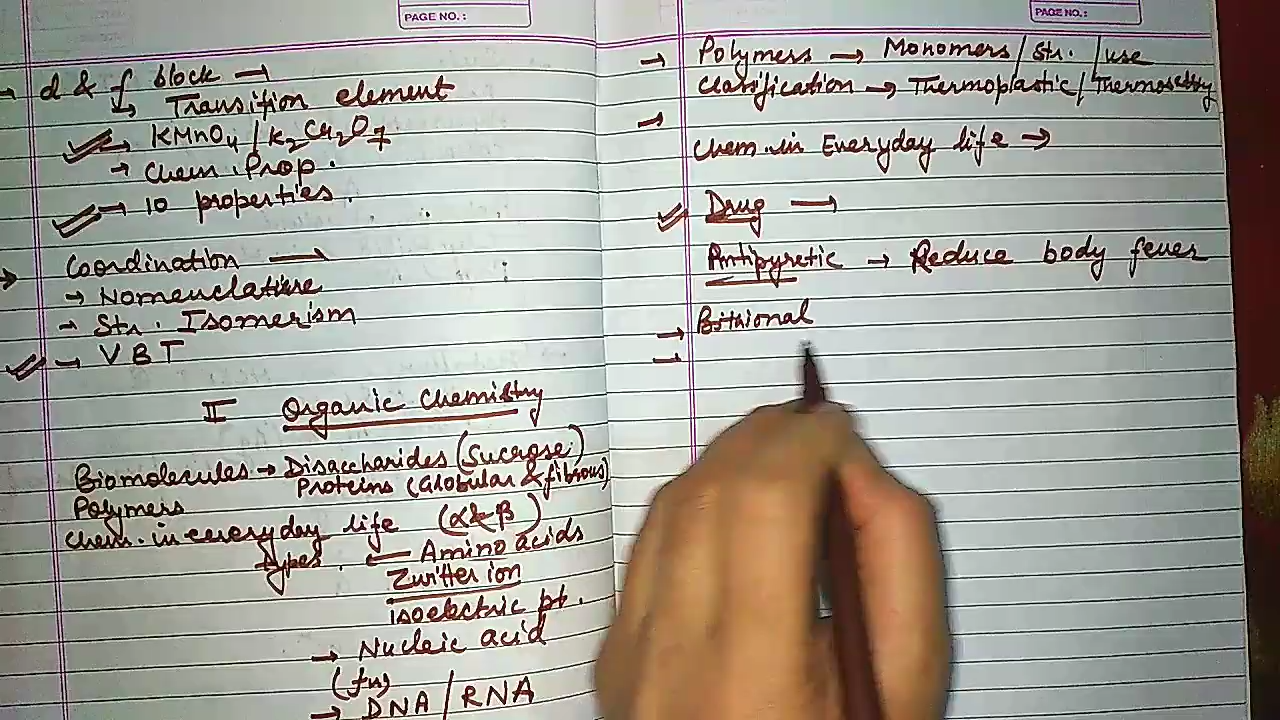 PAGE NO.:
d & f block →
↳ Transition element
→ KMnO4 / K2Cr2O7
→ Chem. Prop.
→ 10 properties.
→ Coordination →
→ Nomenclature
→ Str. Isomerism
→ VBT
II Organic Chemistry
Biomolecules → Disaccharides (Sucrose)
Proteins (Globular & fibrous)
Polymers
Chem. in everyday life (α & β)
types. ← Amino acids
Zwitter ion
isoelectric pt.
→ Nucleic acid
(fn)
→ DNA / RNA
PAGE NO.:
→ Polymers → Monomers / Str. / use
Classification → Thermoplastic / Thermosetting
→
Chem. in Everyday life →
Drug →
Antipyretic → Reduce body fever
→
→